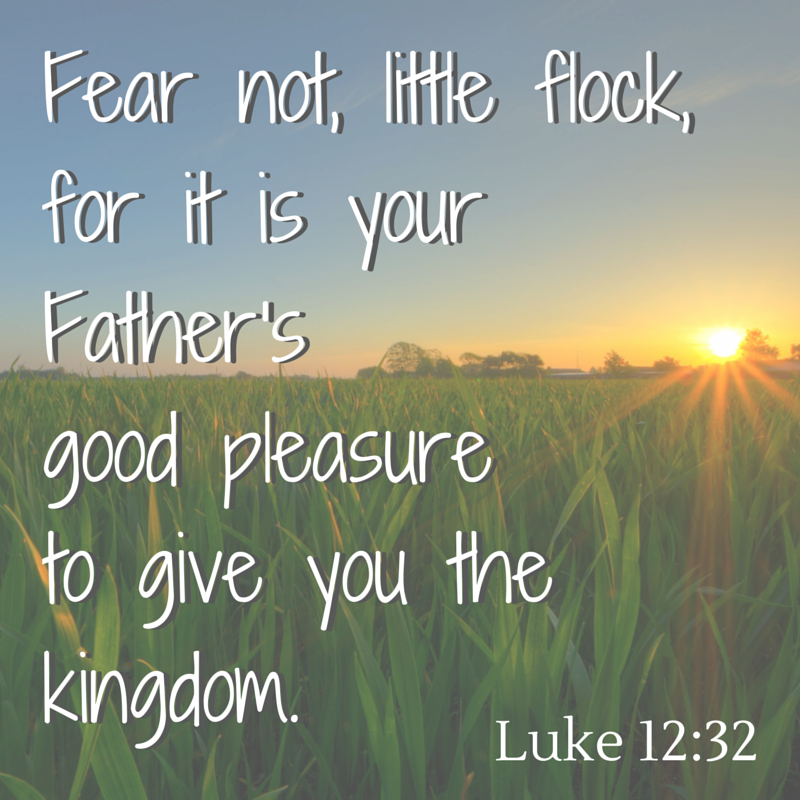 Fear not, little flock,
for it is your
Father's
good pleasure
to give you the
kingdom.
Luke 12:32